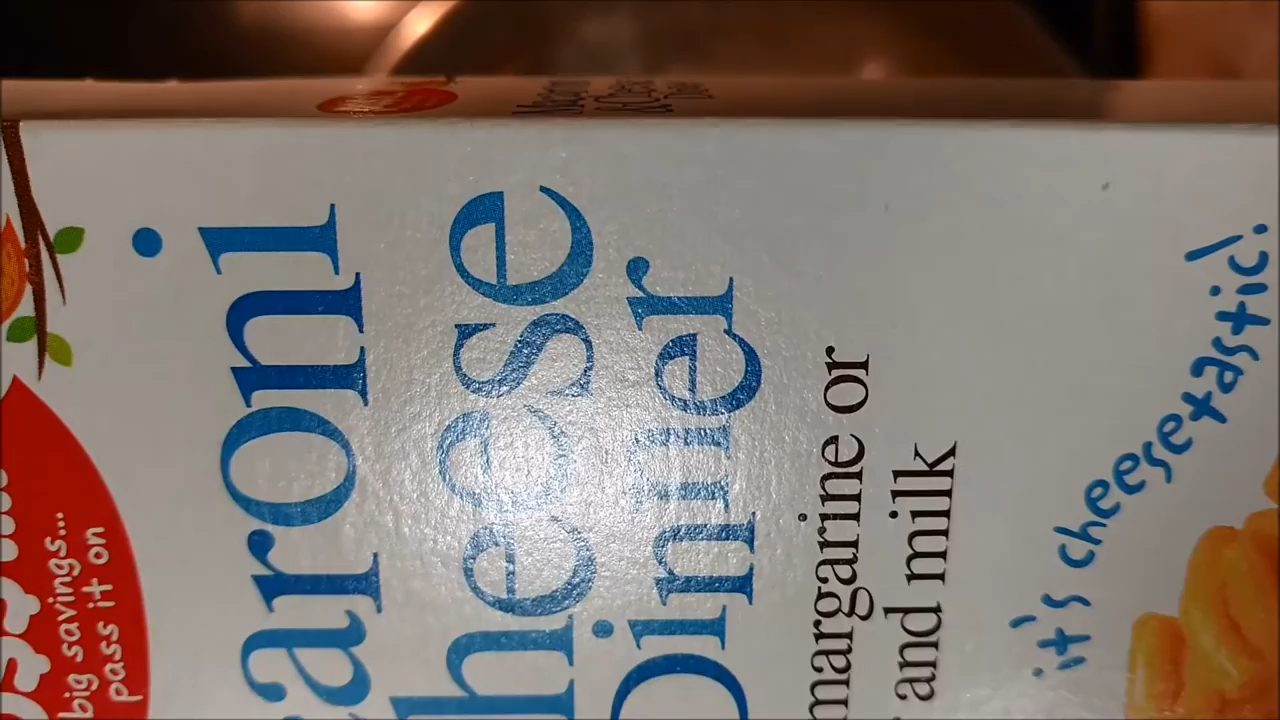 big savings...
pass it on
aroni
heese
Dinner
margarine or
and milk
it's cheesetastic!